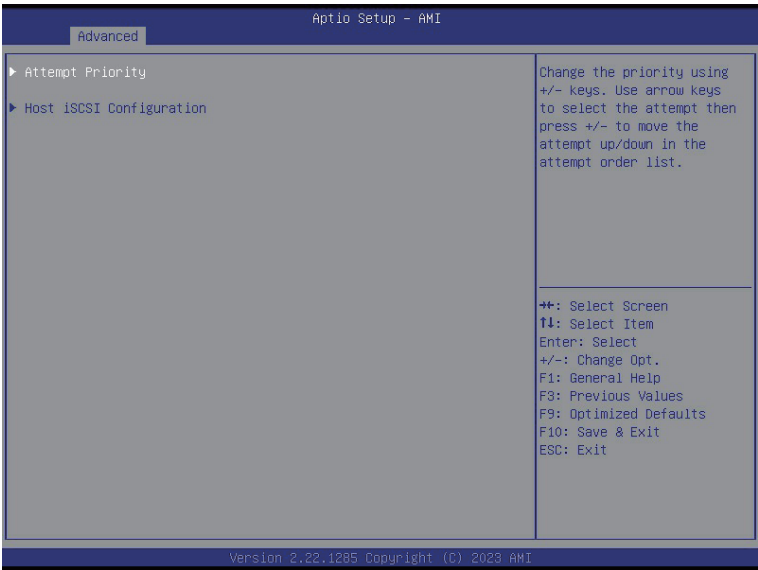 Aptio Setup – AMI
Advanced
Attempt Priority
Host iSCSI Configuration
Change the priority using
+/- keys. Use arrow keys
to select the attempt then
press +/- to move the
attempt up/down in the
attempt order list.
→←: Select Screen
↑↓: Select Item
Enter: Select
+/-: Change Opt.
F1: General Help
F3: Previous Values
F9: Optimized Defaults
F10: Save & Exit
ESC: Exit
Version 2.22.1285 Copyright (C) 2023 AMI